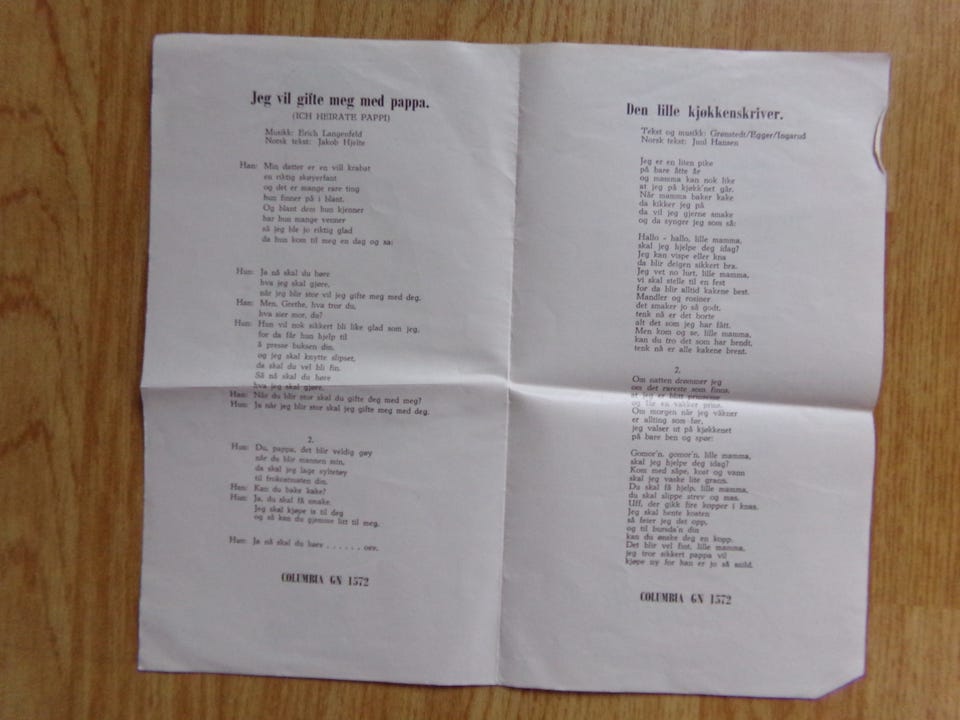 Jeg vil gifte meg med pappa.
(ICH HEIRATE PAPPI)
Musikk: Erich Langenfeld
Norsk tekst: Jakob Hjelte
Han: Min datter er en vill krabat
en riktig skøyerfant
og det er mange rare ting
hun finner på i blant.
Og blant dem hun kjenner
har hun mange venner
så jeg ble jo riktig glad
da hun kom til meg en dag og sa:
Hun: Ja nå skal du høre
hva jeg skal gjøre,
når jeg blir stor vil jeg gifte meg med deg.
Han: Men, Grethe, hva tror du,
hva sier mor, da?
Hun: Hun vil nok sikkert bli like glad som jeg,
for da får hun hjelp til
å presse buksen din.
og jeg skal knytte slipset,
da skal du vel bli fin.
Så nå skal du høre
hva jeg skal gjøre.
Han: Når du blir stor skal du gifte deg med meg?
Hun: Ja når jeg blir stor skal jeg gifte meg med deg.
2.
Hun: Du, pappa, det blir veldig gøy
når du blir mannen min,
da skal jeg lage syltetøy
til frokostmaten din.
Han: Kan du bake kake?
Hun: Ja, du skal få smake.
Jeg skal kjøpe is til deg
og så kan du gjemme litt til meg.
Hun: Ja nå skal du høre . . . . . . osv.
COLUMBIA GN 1572
Den lille kjøkkenskriver.
Tekst og musikk: Grønstedt/Egger/Ingarud
Norsk tekst: Juul Hansen
Jeg er en liten pike
på bare åtte år
og mamma kan nok like
at jeg på kjøkk'net går.
Når mamma baker kake
da kikker jeg på
da vil jeg gjerne smake
og da synger jeg som så:
Hallo - hallo, lille mamma,
skal jeg hjelpe deg idag?
Jeg kan vispe eller kna
da blir deigen sikkert bra.
Jeg vet no lurt, lille mamma,
vi skal stelle til en fest
for da blir alltid kakene best.
Mandler og rosiner
det smaker jo så godt,
tenk nå er det borte
alt det som jeg har fått.
Men kom og se, lille mamma,
kan du tro det som har hendt,
tenk nå er alle kakene brent.
2.
Om natten drømmer jeg
om det rareste som finns.
at jeg er blitt prinsesse
og får en vakker prins.
Om morgen når jeg våkner
er allting som før,
jeg valser ut på kjøkkenet
på bare ben og spør:
Gomor'n, gomor'n, lille mamma,
skal jeg hjelpe deg idag?
Kom med såpe, kost og vann
skal jeg vaske lite grann.
Du skal få hjelp, lille mamma,
du skal slippe strev og mas.
Uff, der gikk fire kopper i knas.
Jeg skal hente kosten
så feier jeg det opp,
og til bursda'n din
kan du ønske deg en kopp.
Det blir vel fint, lille mamma,
jeg tror sikkert pappa vil
kjøpe ny for han er jo så snild.
COLUMBIA GN 1572